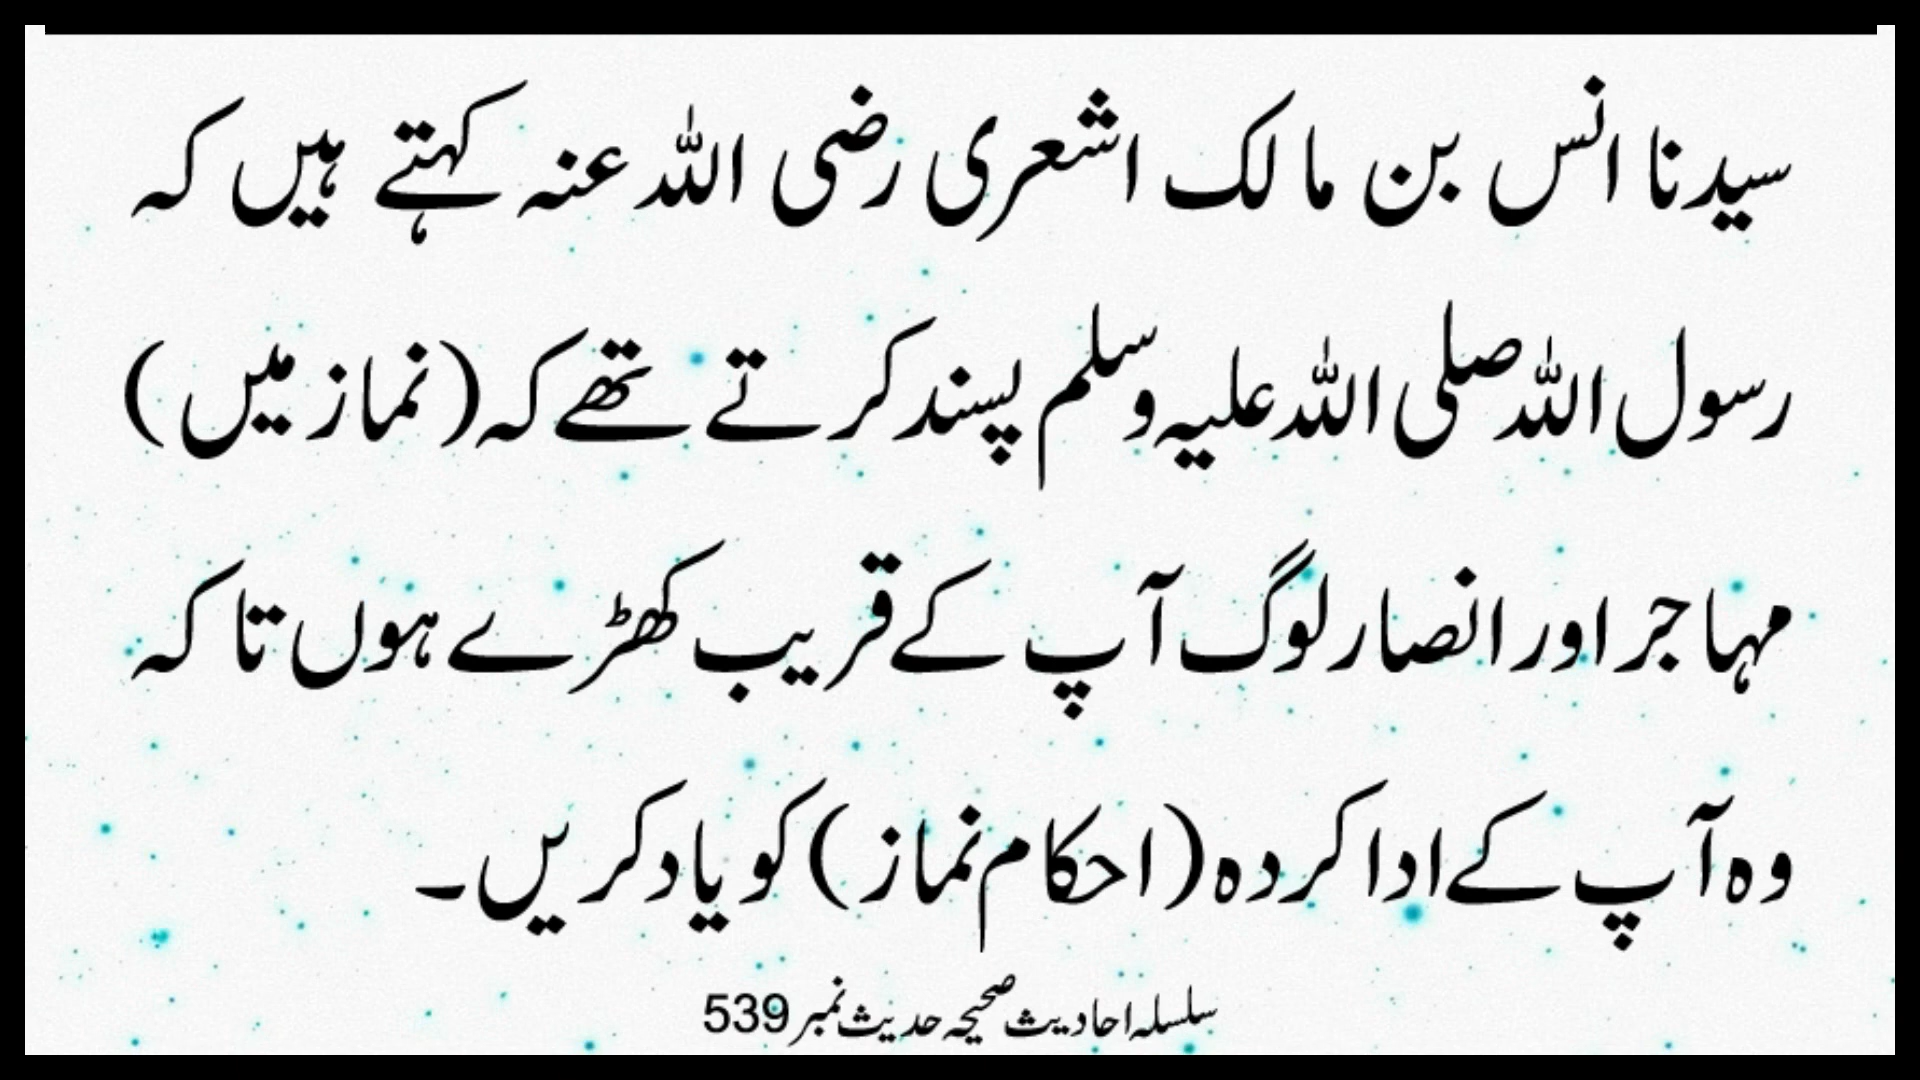 سیدنا انس بن مالک اشعری رضی اللہ عنہ کہتے ہیں کہ
رسول اللہ صلی اللہ علیہ وسلم پسند کرتے تھے کہ (نماز میں)
مہاجر اور انصار لوگ آپ کے قریب کھڑے ہوں تاکہ
وہ آپ کے ادا کردہ (احکام نماز) کو یاد کریں۔
سلسلہ احادیث صحیحہ حدیث نمبر 539